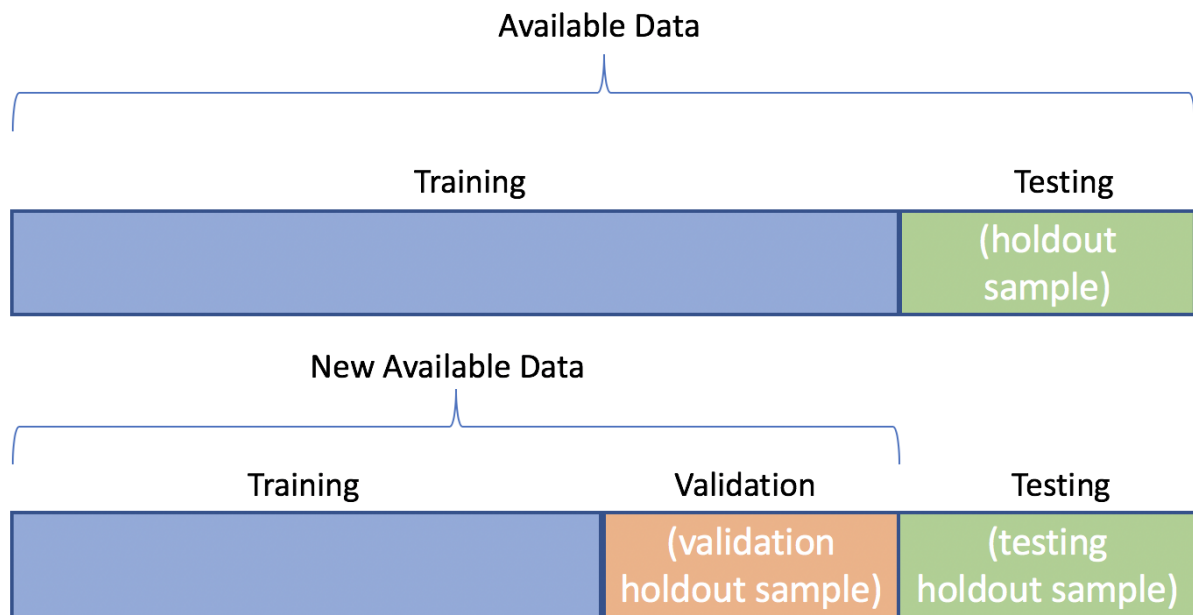 Available Data
Training
Testing
(holdout
sample)
New Available Data
Training
Validation
Testing
(validation
holdout sample)
(testing
holdout sample)